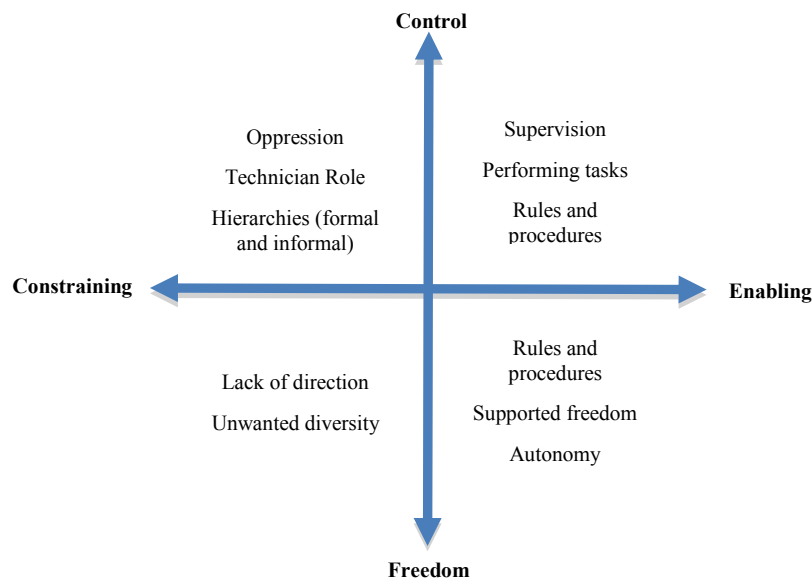 Control
Oppression
Technician Role
Hierarchies (formal
and informal)
Supervision
Performing tasks
Rules and
procedures
Constraining
Enabling
Lack of direction
Unwanted diversity
Rules and
procedures
Supported freedom
Autonomy
Freedom